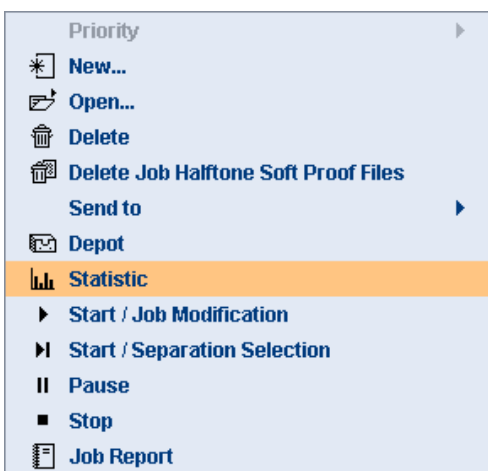 Priority
New...
Open...
Delete
Delete Job Halftone Soft Proof Files
Send to
Depot
Statistic
Start / Job Modification
Start / Separation Selection
Pause
Stop
Job Report